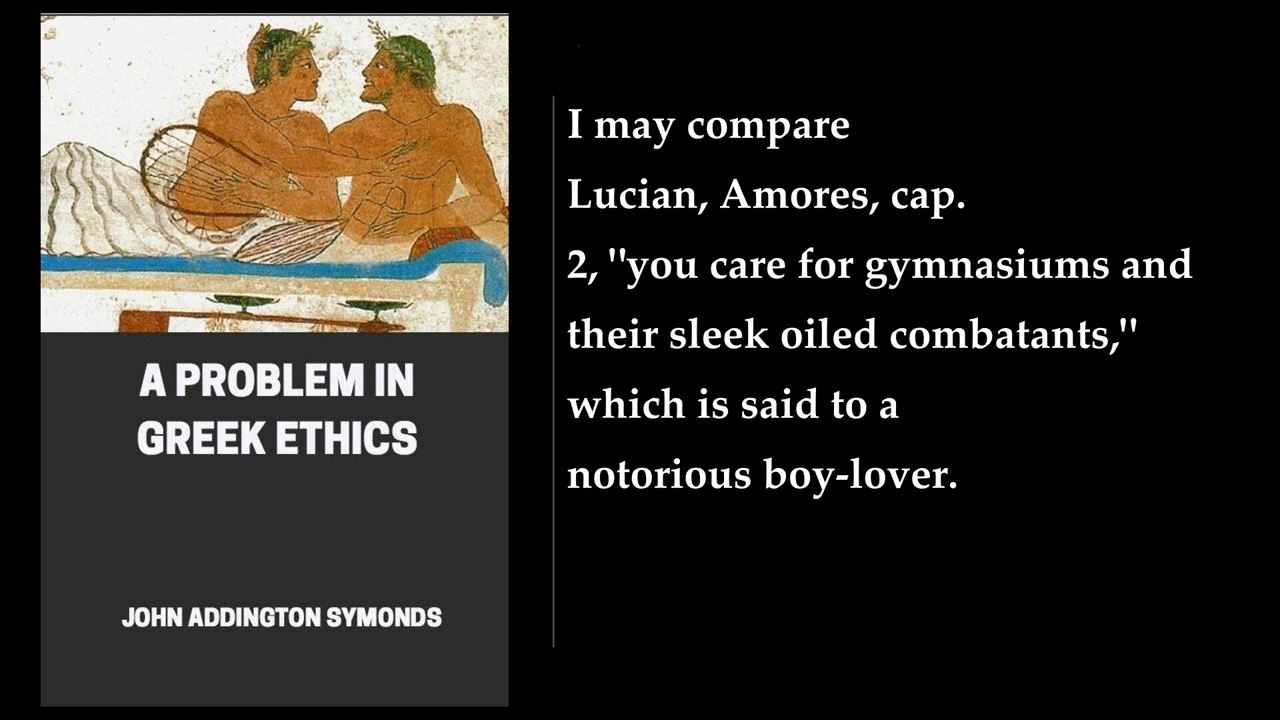 A PROBLEM IN
GREEK ETHICS
JOHN ADDINGTON SYMONDS
I may compare
Lucian, Amores, cap.
2, "you care for gymnasiums and
their sleek oiled combatants,"
which is said to a
notorious boy-lover.